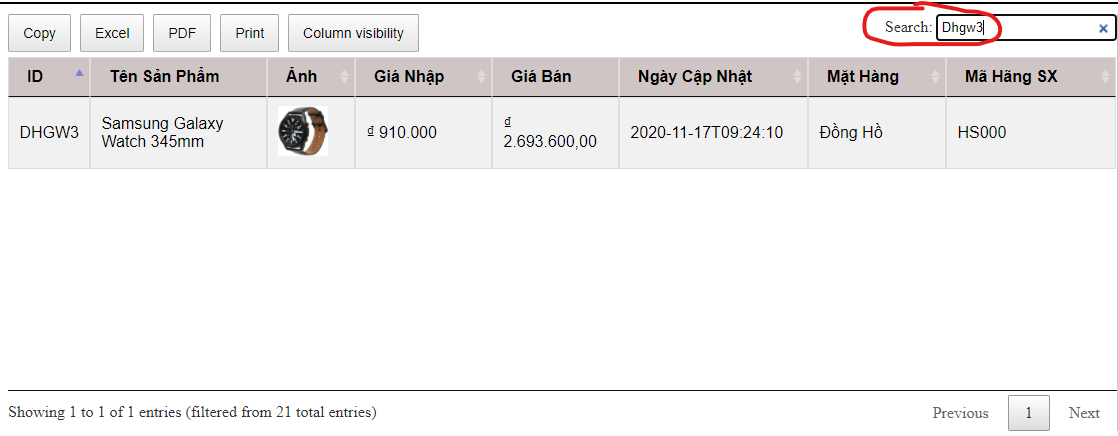 Copy Excel PDF Print Column visibility Search: Dhgw3
ID Tên Sản Phẩm Ảnh Giá Nhập Giá Bán Ngày Cập Nhật Mặt Hàng Mã Hãng SX
DHGW3 Samsung Galaxy Watch 345mm ₫ 910.000 ₫ 2.693.600,00 2020-11-17T09:24:10 Đồng Hồ HS000
Showing 1 to 1 of 1 entries (filtered from 21 total entries) Previous 1 Next